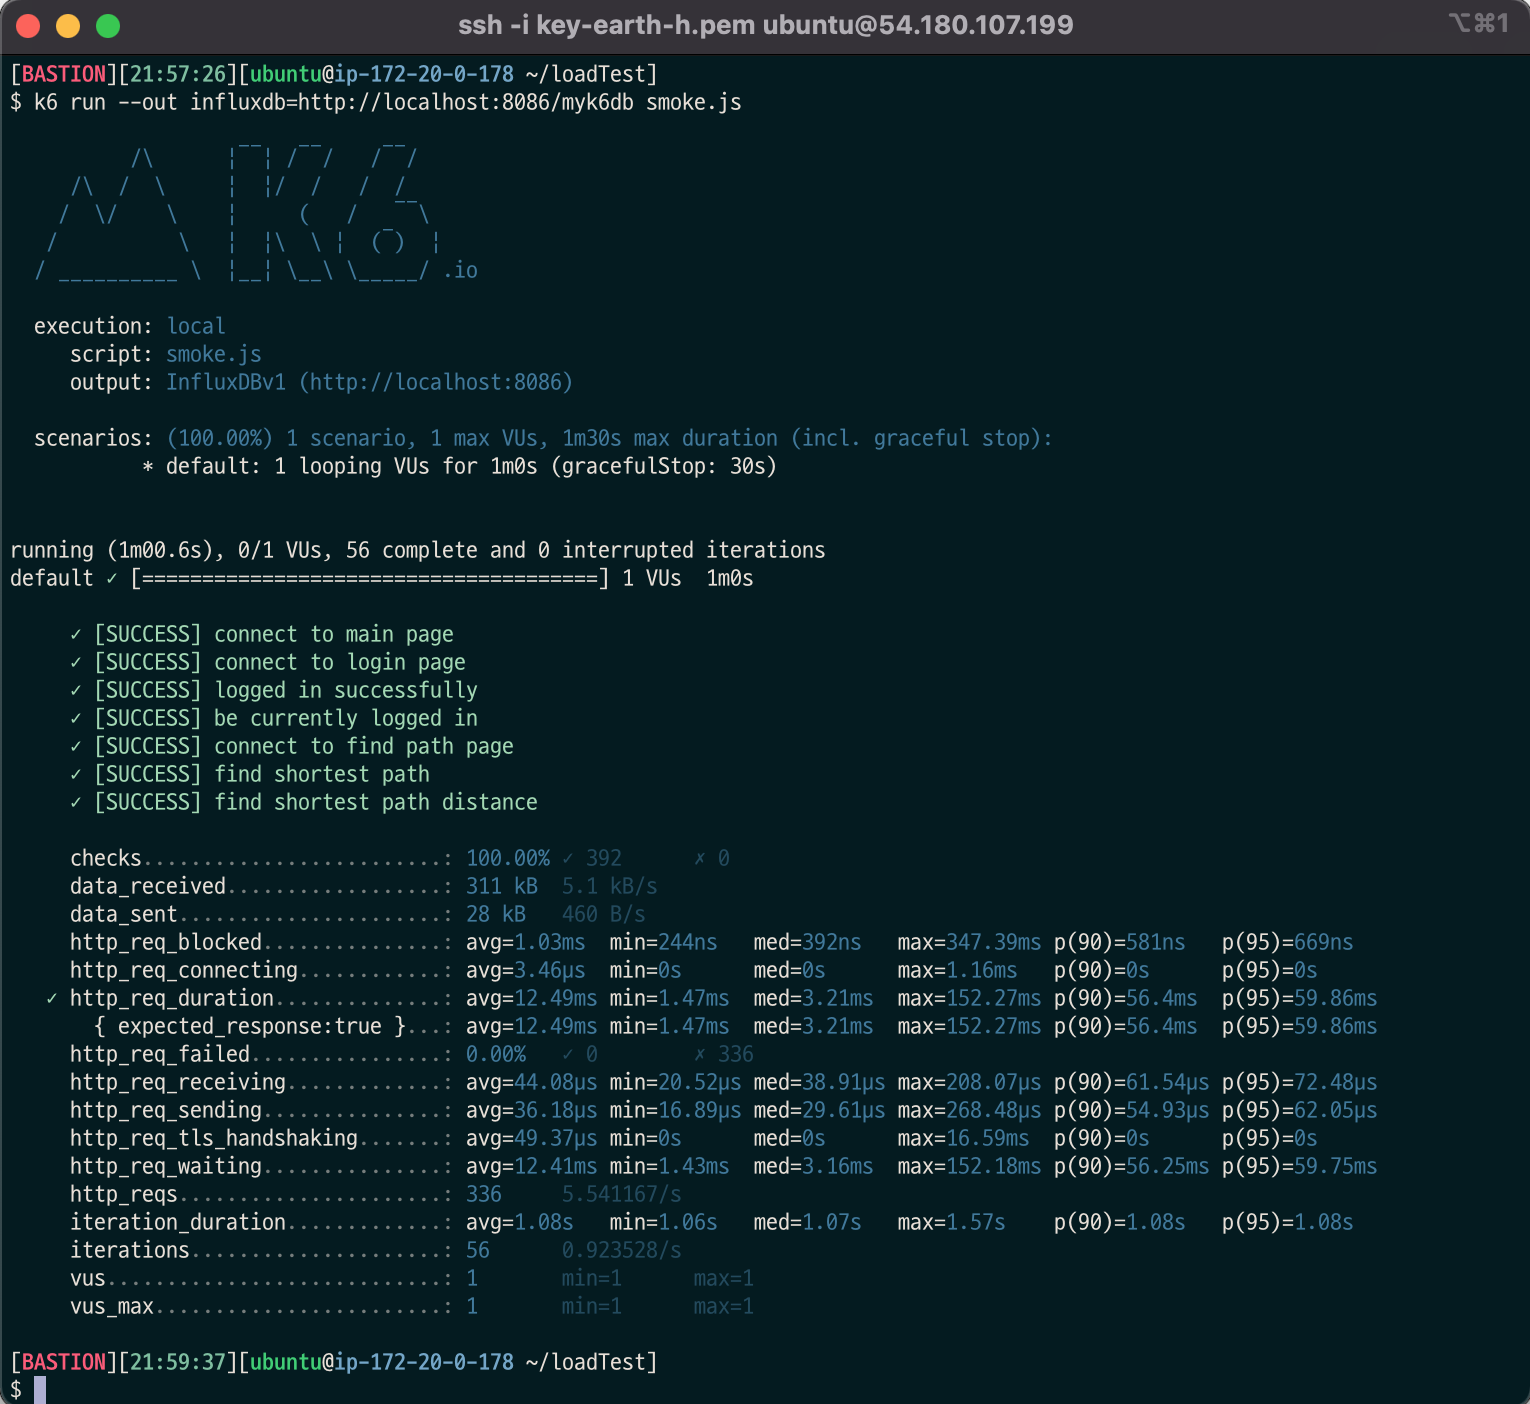 ssh -i key-earth-h.pem ubuntu@54.180.107.199 ⌥⌘1
[BASTION][21:57:26][ubuntu@ip-172-20-0-178 ~/loadTest]
$ k6 run --out influxdb=http://localhost:8086/myk6db smoke.js
.io
execution: local
script: smoke.js
output: InfluxDBv1 (http://localhost:8086)
scenarios: (100.00%) 1 scenario, 1 max VUs, 1m30s max duration (incl. graceful stop):
* default: 1 looping VUs for 1m0s (gracefulStop: 30s)
running (1m00.6s), 0/1 VUs, 56 complete and 0 interrupted iterations
default ✓ [======================================] 1 VUs  1m0s
✓ [SUCCESS] connect to main page
✓ [SUCCESS] connect to login page
✓ [SUCCESS] logged in successfully
✓ [SUCCESS] be currently logged in
✓ [SUCCESS] connect to find path page
✓ [SUCCESS] find shortest path
✓ [SUCCESS] find shortest path distance
checks.........................: 100.00% ✓ 392      ✗ 0
data_received..................: 311 kB  5.1 kB/s
data_sent......................: 28 kB   460 B/s
http_req_blocked...............: avg=1.03ms  min=244ns   med=392ns   max=347.39ms p(90)=581ns   p(95)=669ns
http_req_connecting............: avg=3.46µs  min=0s      med=0s      max=1.16ms   p(90)=0s      p(95)=0s
✓ http_req_duration..............: avg=12.49ms min=1.47ms  med=3.21ms  max=152.27ms p(90)=56.4ms  p(95)=59.86ms
{ expected_response:true }...: avg=12.49ms min=1.47ms  med=3.21ms  max=152.27ms p(90)=56.4ms  p(95)=59.86ms
http_req_failed................: 0.00%   ✓ 0        ✗ 336
http_req_receiving.............: avg=44.08µs min=20.52µs med=38.91µs max=208.07µs p(90)=61.54µs p(95)=72.48µs
http_req_sending...............: avg=36.18µs min=16.89µs med=29.61µs max=268.48µs p(90)=54.93µs p(95)=62.05µs
http_req_tls_handshaking.......: avg=49.37µs min=0s      med=0s      max=16.59ms  p(90)=0s      p(95)=0s
http_req_waiting...............: avg=12.41ms min=1.43ms  med=3.16ms  max=152.18ms p(90)=56.25ms p(95)=59.75ms
http_reqs......................: 336     5.541167/s
iteration_duration.............: avg=1.08s   min=1.06s   med=1.07s   max=1.57s    p(90)=1.08s   p(95)=1.08s
iterations.....................: 56      0.923528/s
vus............................: 1       min=1      max=1
vus_max........................: 1       min=1      max=1
[BASTION][21:59:37][ubuntu@ip-172-20-0-178 ~/loadTest]
$